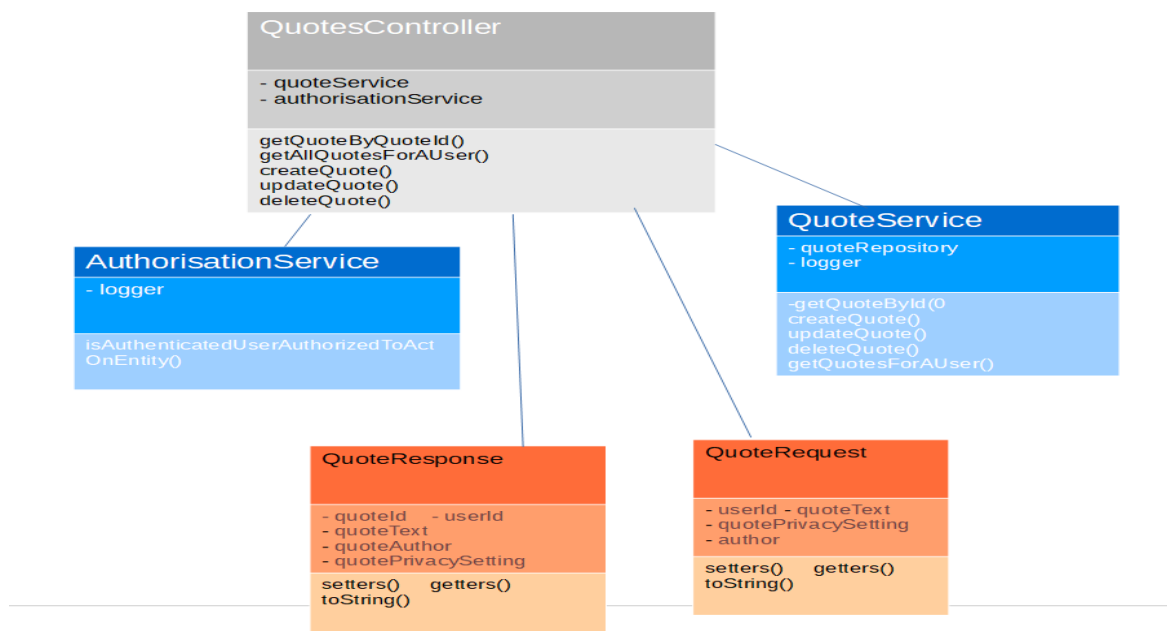 QuotesController
- quoteService
- authorisationService
getQuoteByQuoteId()
getAllQuotesForAUser()
createQuote()
updateQuote()
deleteQuote()
QuoteService
- quoteRepository
- logger
-getQuoteById(0
createQuote()
updateQuote()
deleteQuote()
getQuotesForAUser()
AuthorisationService
- logger
isAuthenticatedUserAuthorizedToAct
OnEntity()
QuoteResponse
- quoteId - userId
- quoteText
- quoteAuthor
- quotePrivacySetting
setters() getters()
toString()
QuoteRequest
- userId - quoteText
- quotePrivacySetting
- author
setters() getters()
toString()